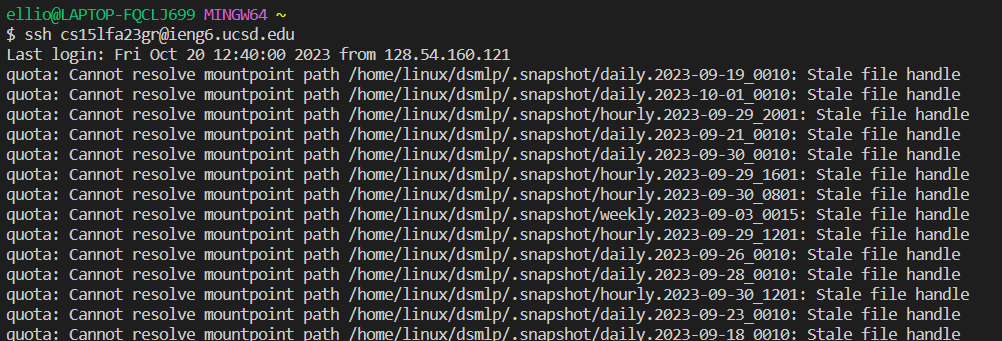 ellio@LAPTOP-FQCLJ699 MINGW64 ~
$ ssh cs15lfa23gr@ieng6.ucsd.edu
Last login: Fri Oct 20 12:40:00 2023 from 128.54.160.121
quota: Cannot resolve mountpoint path /home/linux/dsmlp/.snapshot/daily.2023-09-19_0010: Stale file handle
quota: Cannot resolve mountpoint path /home/linux/dsmlp/.snapshot/daily.2023-10-01_0010: Stale file handle
quota: Cannot resolve mountpoint path /home/linux/dsmlp/.snapshot/hourly.2023-09-29_2001: Stale file handle
quota: Cannot resolve mountpoint path /home/linux/dsmlp/.snapshot/daily.2023-09-21_0010: Stale file handle
quota: Cannot resolve mountpoint path /home/linux/dsmlp/.snapshot/daily.2023-09-30_0010: Stale file handle
quota: Cannot resolve mountpoint path /home/linux/dsmlp/.snapshot/hourly.2023-09-29_1601: Stale file handle
quota: Cannot resolve mountpoint path /home/linux/dsmlp/.snapshot/hourly.2023-09-30_0801: Stale file handle
quota: Cannot resolve mountpoint path /home/linux/dsmlp/.snapshot/weekly.2023-09-03_0015: Stale file handle
quota: Cannot resolve mountpoint path /home/linux/dsmlp/.snapshot/hourly.2023-09-29_1201: Stale file handle
quota: Cannot resolve mountpoint path /home/linux/dsmlp/.snapshot/daily.2023-09-26_0010: Stale file handle
quota: Cannot resolve mountpoint path /home/linux/dsmlp/.snapshot/daily.2023-09-28_0010: Stale file handle
quota: Cannot resolve mountpoint path /home/linux/dsmlp/.snapshot/hourly.2023-09-30_1201: Stale file handle
quota: Cannot resolve mountpoint path /home/linux/dsmlp/.snapshot/daily.2023-09-23_0010: Stale file handle
quota: Cannot resolve mountpoint path /home/linux/dsmlp/.snapshot/daily.2023-09-18_0010: Stale file handle